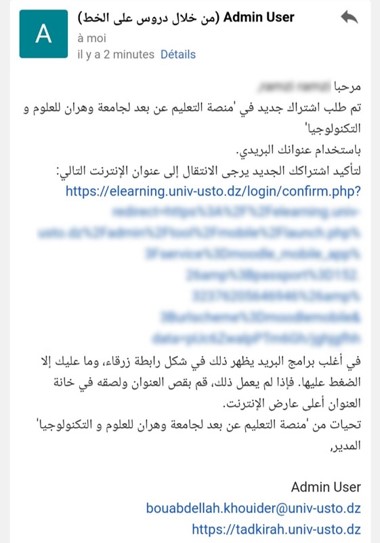 Admin User (من خلال دروس على الخط)
à moi
il y a 2 minutes Détails
A
مرحبا
تم طلب اشتراك جديد في 'منصة التعليم عن بعد لجامعة وهران للعلوم و
التكنولوجيا'
باستخدام عنوانك البريدي.
لتأكيد اشتراكك الجديد يرجى الانتقال إلى عنوان الإنترنت التالي:
https://elearning.univ-usto.dz/login/confirm.php?
في أغلب برامج البريد يظهر ذلك في شكل رابطة زرقاء، وما عليك إلا
الضغط عليها. فإذا لم يعمل ذلك، قم بقص العنوان ولصقه في خانة
العنوان أعلى عارض الإنترنت.
تحيات من 'منصة التعليم عن بعد لجامعة وهران للعلوم و التكنولوجيا'
المدير,
Admin User
bouabdellah.khouider@univ-usto.dz
https://tadkirah.univ-usto.dz